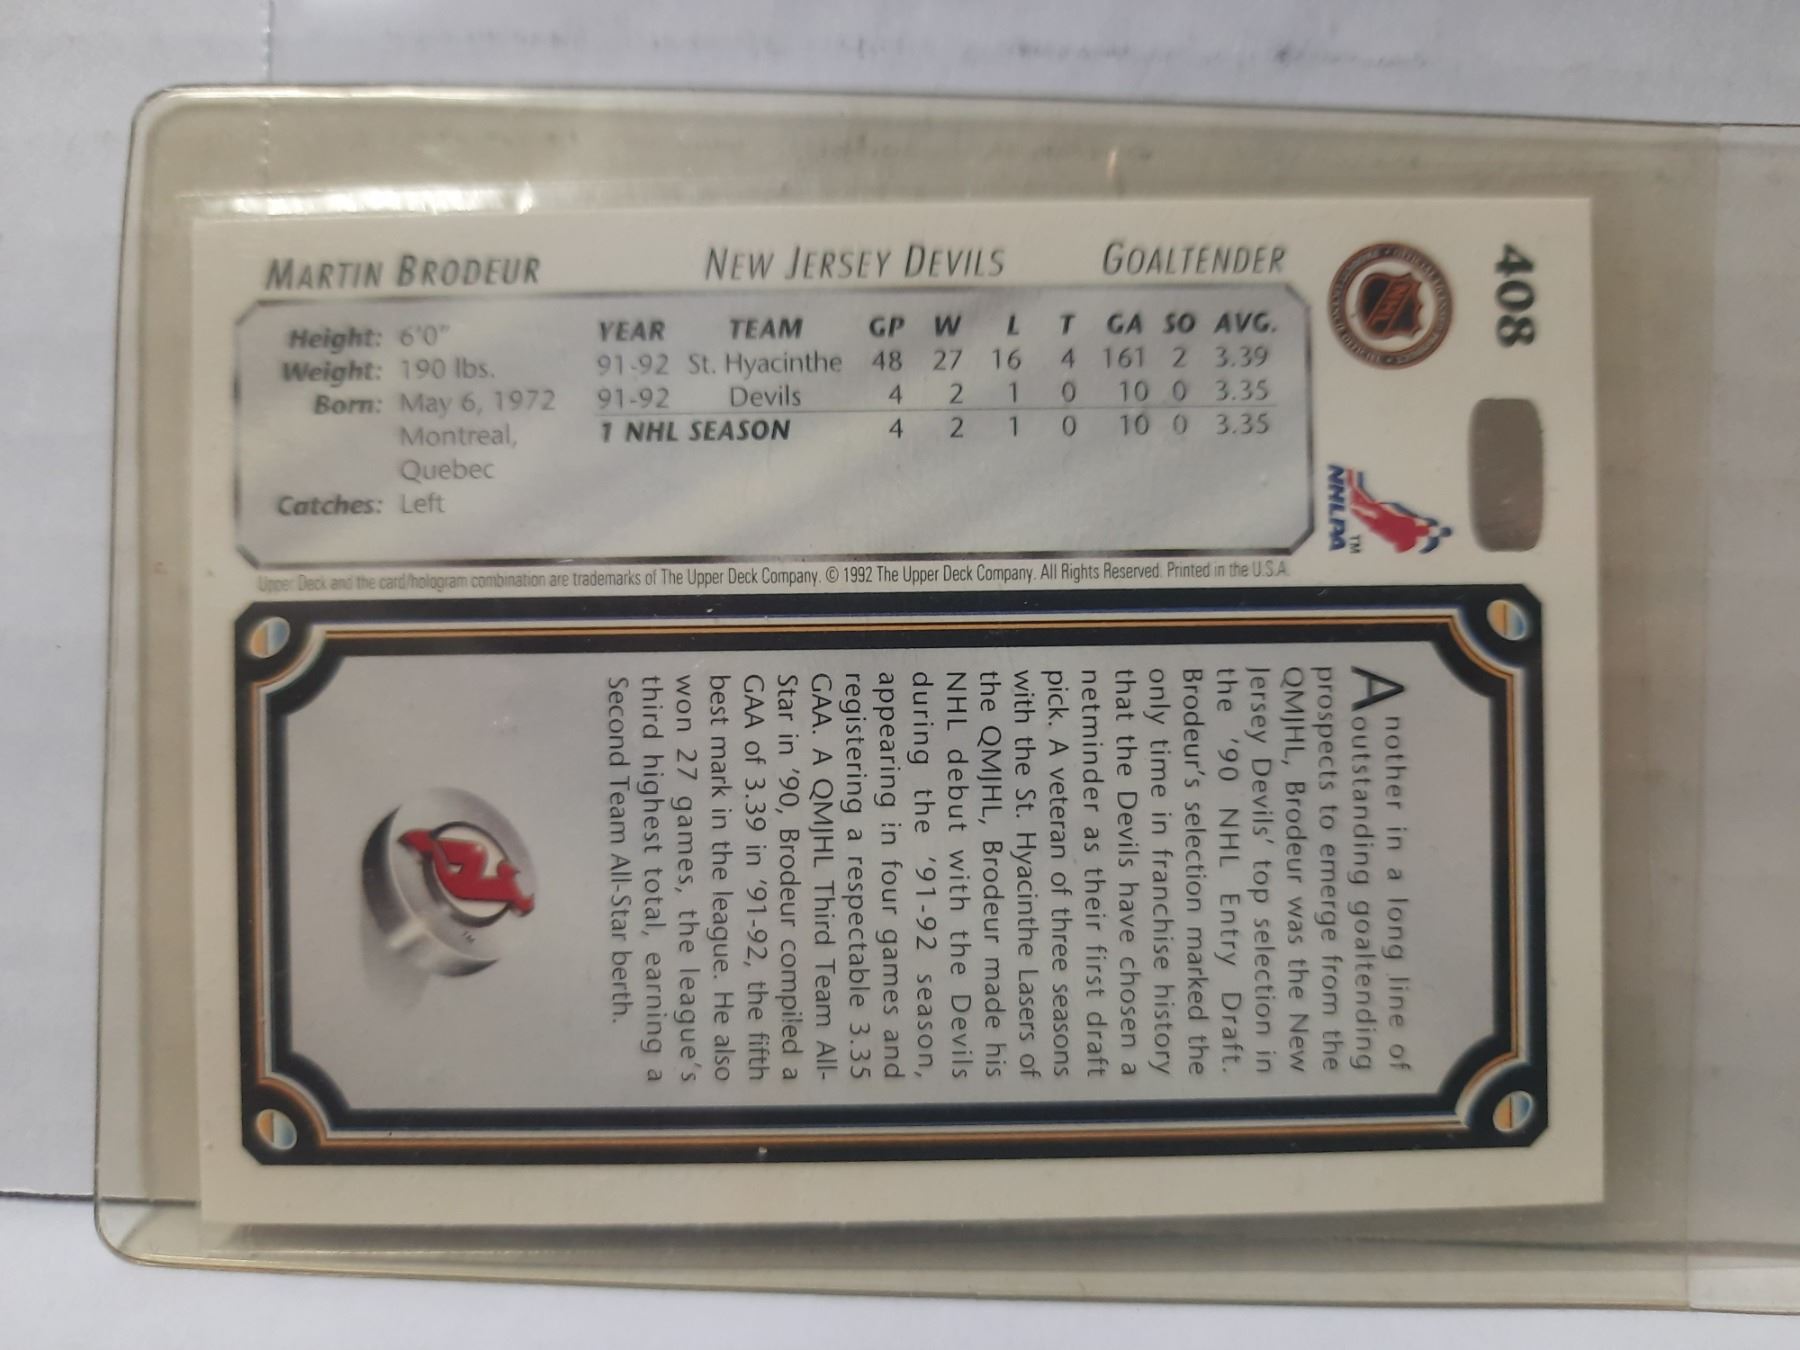 408
MARTIN BRODEUR NEW JERSEY DEVILS GOALTENDER
Height: 6'0"
Weight: 190 lbs.
Born: May 6, 1972
Montreal,
Quebec
Catches: Left
YEAR TEAM GP W L T GA SO AVG.
91-92 St. Hyacinthe 48 27 16 4 161 2 3.39
91-92 Devils 4 2 1 0 10 0 3.35
1 NHL SEASON 4 2 1 0 10 0 3.35
NHL
NHLPA
TM
Upper Deck and the card/hologram combination are trademarks of The Upper Deck Company. © 1992 The Upper Deck Company. All Rights Reserved. Printed in the U.S.A.
Another in a long line of
outstanding goaltending
prospects to emerge from the
QMJHL, Brodeur was the New
Jersey Devils' top selection in
the '90 NHL Entry Draft.
Brodeur's selection marked the
only time in franchise history
that the Devils have chosen a
netminder as their first draft
pick. A veteran of three seasons
with the St. Hyacinthe Lasers of
the QMJHL, Brodeur made his
NHL debut with the Devils
during the '91-92 season,
appearing in four games and
registering a respectable 3.35
GAA. A QMJHL Third Team All-
Star in '90, Brodeur compiled a
GAA of 3.39 in '91-92, the fifth
best mark in the league. He also
won 27 games, the league's
third highest total, earning a
Second Team All-Star berth.
TM